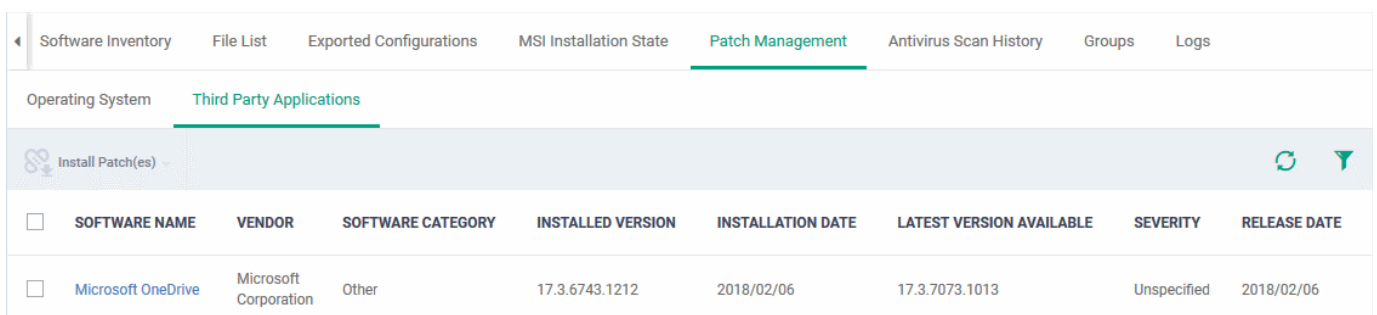 Software Inventory File List Exported Configurations MSI Installation State Patch Management Antivirus Scan History Groups Logs
Operating System Third Party Applications
Install Patch(es)
SOFTWARE NAME VENDOR SOFTWARE CATEGORY INSTALLED VERSION INSTALLATION DATE LATEST VERSION AVAILABLE SEVERITY RELEASE DATE
Microsoft OneDrive Microsoft Corporation Other 17.3.6743.1212 2018/02/06 17.3.7073.1013 Unspecified 2018/02/06